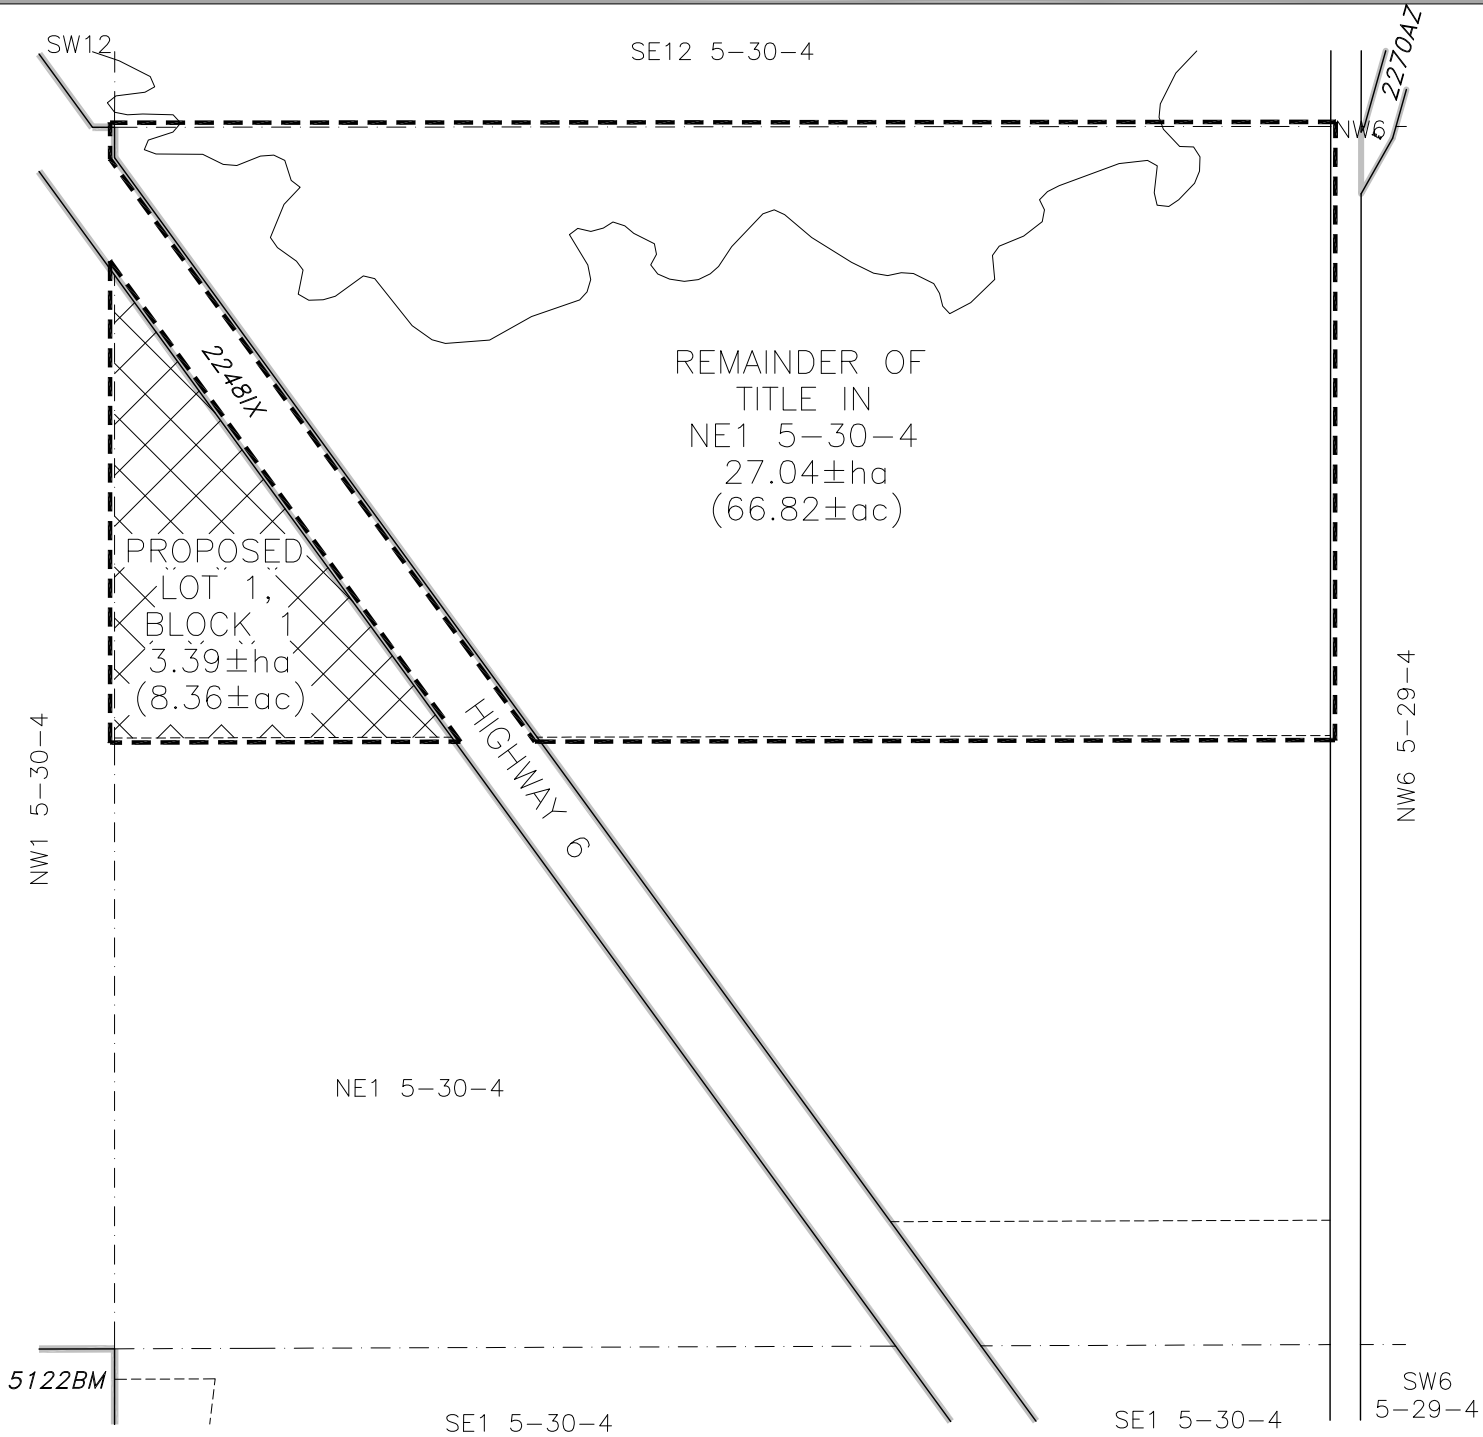 SW12
SE12 5-30-4
2270AZ
NW6
REMAINDER OF
TITLE IN
NE1 5-30-4
27.04±ha
(66.82±ac)
2248IX
PROPOSED
LOT 1,
BLOCK 1
3.39±ha
(8.36±ac)
HIGHWAY 6
NW1 5-30-4
NW6 5-29-4
NE1 5-30-4
5122BM
SE1 5-30-4
SE1 5-30-4
SW6
5-29-4